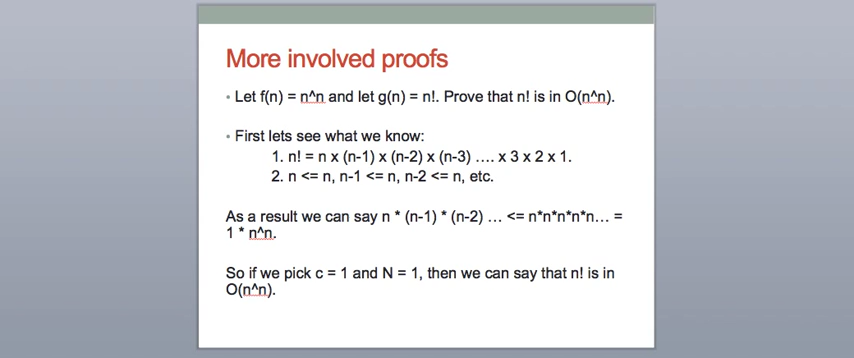 More involved proofs
• Let f(n) = n^n and let g(n) = n!. Prove that n! is in O(n^n).
• First lets see what we know:
1. n! = n x (n-1) x (n-2) x (n-3) .... x 3 x 2 x 1.
2. n <= n, n-1 <= n, n-2 <= n, etc.
As a result we can say n * (n-1) * (n-2) ... <= n*n*n*n*n... =
1 * n^n.
So if we pick c = 1 and N = 1, then we can say that n! is in
O(n^n).